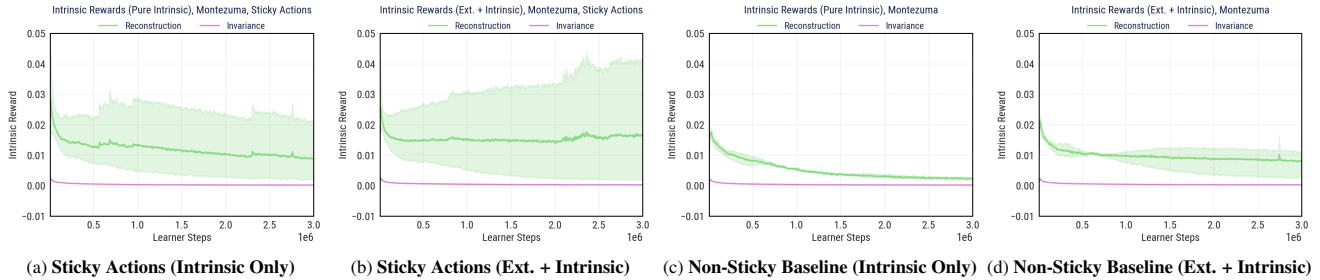 Intrinsic Rewards (Pure Intrinsic), Montezuma, Sticky Actions
Reconstruction Invariance
0.05
0.04
0.03
0.02
0.01
0.00
−0.01
Intrinsic Reward
0.5 1.0 1.5 2.0 2.5 3.0
Learner Steps 1e6
(a) Sticky Actions (Intrinsic Only)
Intrinsic Rewards (Ext. + Intrinsic), Montezuma, Sticky Actions
Reconstruction Invariance
0.05
0.04
0.03
0.02
0.01
0.00
−0.01
Intrinsic Reward
0.5 1.0 1.5 2.0 2.5 3.0
Learner Steps 1e6
(b) Sticky Actions (Ext. + Intrinsic)
Intrinsic Rewards (Pure Intrinsic), Montezuma
Reconstruction Invariance
0.05
0.04
0.03
0.02
0.01
0.00
−0.01
Intrinsic Reward
0.5 1.0 1.5 2.0 2.5 3.0
Learner Steps 1e6
(c) Non-Sticky Baseline (Intrinsic Only)
Intrinsic Rewards (Ext. + Intrinsic), Montezuma
Reconstruction Invariance
0.05
0.04
0.03
0.02
0.01
0.00
−0.01
Intrinsic Reward
0.5 1.0 1.5 2.0 2.5 3.0
Learner Steps 1e6
(d) Non-Sticky Baseline (Ext. + Intrinsic)